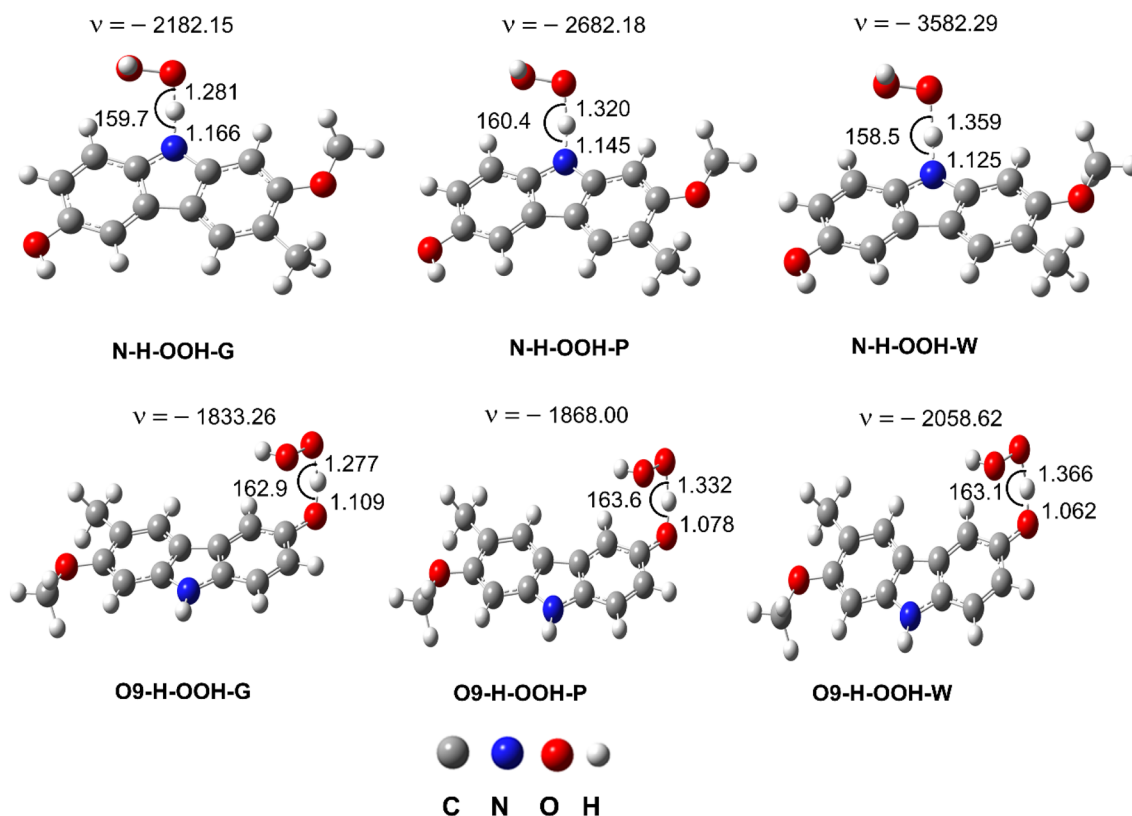 ν = − 2182.15
ν = − 2682.18
ν = − 3582.29
1.281
159.7
1.166
1.320
160.4
1.145
1.359
158.5
1.125
N-H-OOH-G
N-H-OOH-P
N-H-OOH-W
ν = − 1833.26
ν = − 1868.00
ν = − 2058.62
1.277
162.9
1.109
1.332
163.6
1.078
1.366
163.1
1.062
O9-H-OOH-G
O9-H-OOH-P
O9-H-OOH-W
C N O H